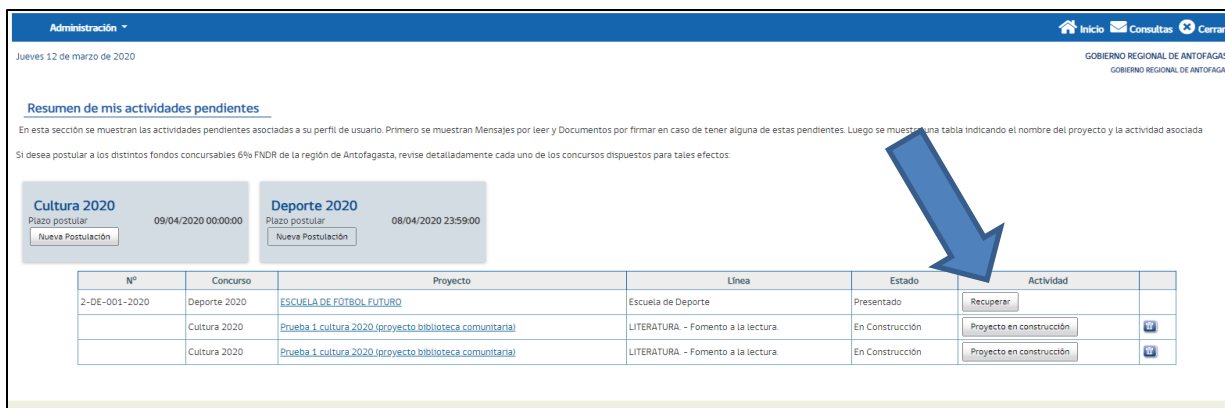 Administración
Inicio Consultas Cerrar
Jueves 12 de marzo de 2020
GOBIERNO REGIONAL DE ANTOFAGAS
GOBIERNO REGIONAL DE ANTOFAGA
Resumen de mis actividades pendientes
En esta sección se muestran las actividades pendientes asociadas a su perfil de usuario. Primero se muestran Mensajes por leer y Documentos por firmar en caso de tener alguna de estas pendientes. Luego se muestra una tabla indicando el nombre del proyecto y la actividad asociada
Si desea postular a los distintos fondos concursables 6% FNDR de la región de Antofagasta, revise detalladamente cada uno de los concursos dispuestos para tales efectos:
Cultura 2020
Plazo postular 09/04/2020 00:00:00
Nueva Postulación
Deporte 2020
Plazo postular 08/04/2020 23:59:00
Nueva Postulación
Nº Concurso Proyecto Línea Estado Actividad
2-DE-001-2020 Deporte 2020 ESCUELA DE FÚTBOL FUTURO Escuela de Deporte Presentado Recuperar
Cultura 2020 Prueba 1 cultura 2020 (proyecto biblioteca comunitaria) LITERATURA. - Fomento a la lectura. En Construcción Proyecto en construcción
Cultura 2020 Prueba 1 cultura 2020 (proyecto biblioteca comunitaria) LITERATURA. - Fomento a la lectura. En Construcción Proyecto en construcción